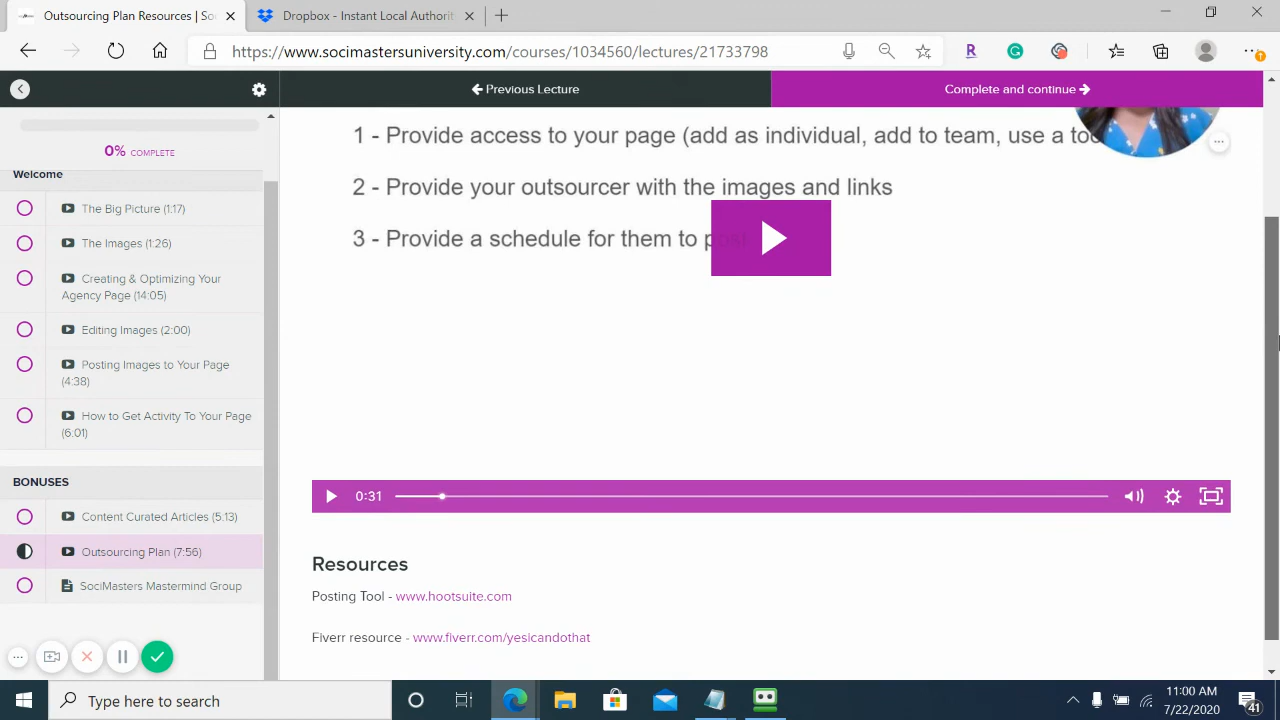 Outsourcing Plan Resources | So
Dropbox - Install Local Authorit
https://www.socimastersuniversity.com/courses/1034560/lectures/21733798
Previous Lecture
Complete and continue
0% COMPLETE
Welcome
The Big Picture (1:17)
The Images (1:26)
Creating & Optimizing Your
Agency Page (14:05)
Editing Images (2:00)
Posting Images to Your Page
(4:38)
How to Get Activity To Your Page
(6:01)
BONUSES
Content Curated Articles (5:13)
Outsourcing Plan (7:56)
SociMasters Mastermind Group
1 - Provide access to your page (add as individual, add to team, use a too
2 - Provide your outsourcer with the images and links
3 - Provide a schedule for them to post
0:31
Resources
Posting Tool - www.hootsuite.com
Fiverr resource - www.fiverr.com/yesicandothat
Type here to search
11:00 AM
7/22/2020
41